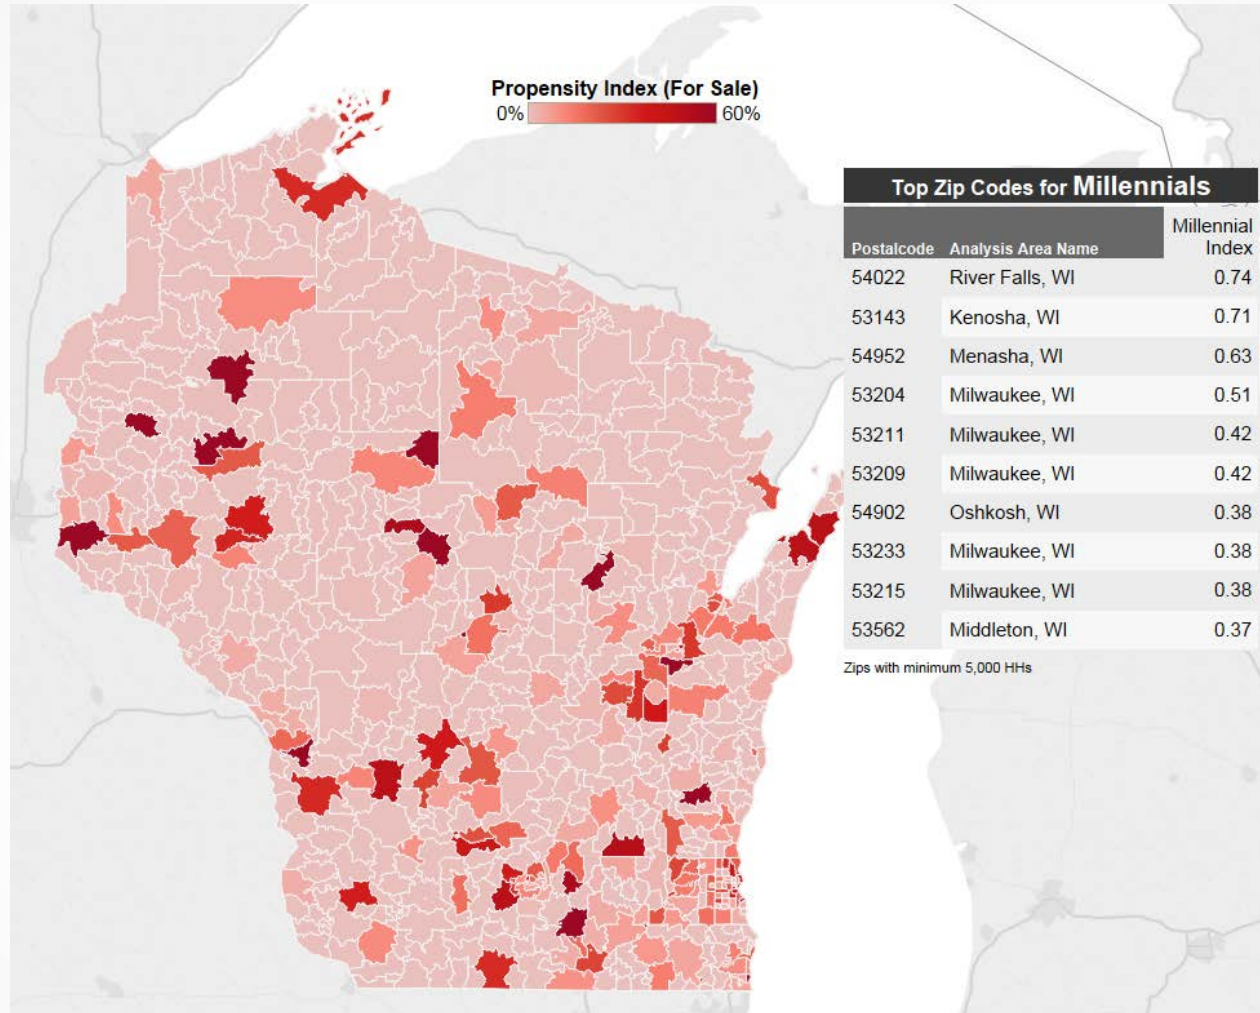 Propensity Index (For Sale)
0% 60%
Top Zip Codes for Millennials
Millennial
Postalcode Analysis Area Name Index
54022 River Falls, WI 0.74
53143 Kenosha, WI 0.71
54952 Menasha, WI 0.63
53204 Milwaukee, WI 0.51
53211 Milwaukee, WI 0.42
53209 Milwaukee, WI 0.42
54902 Oshkosh, WI 0.38
53233 Milwaukee, WI 0.38
53215 Milwaukee, WI 0.38
53562 Middleton, WI 0.37
Zips with minimum 5,000 HHs